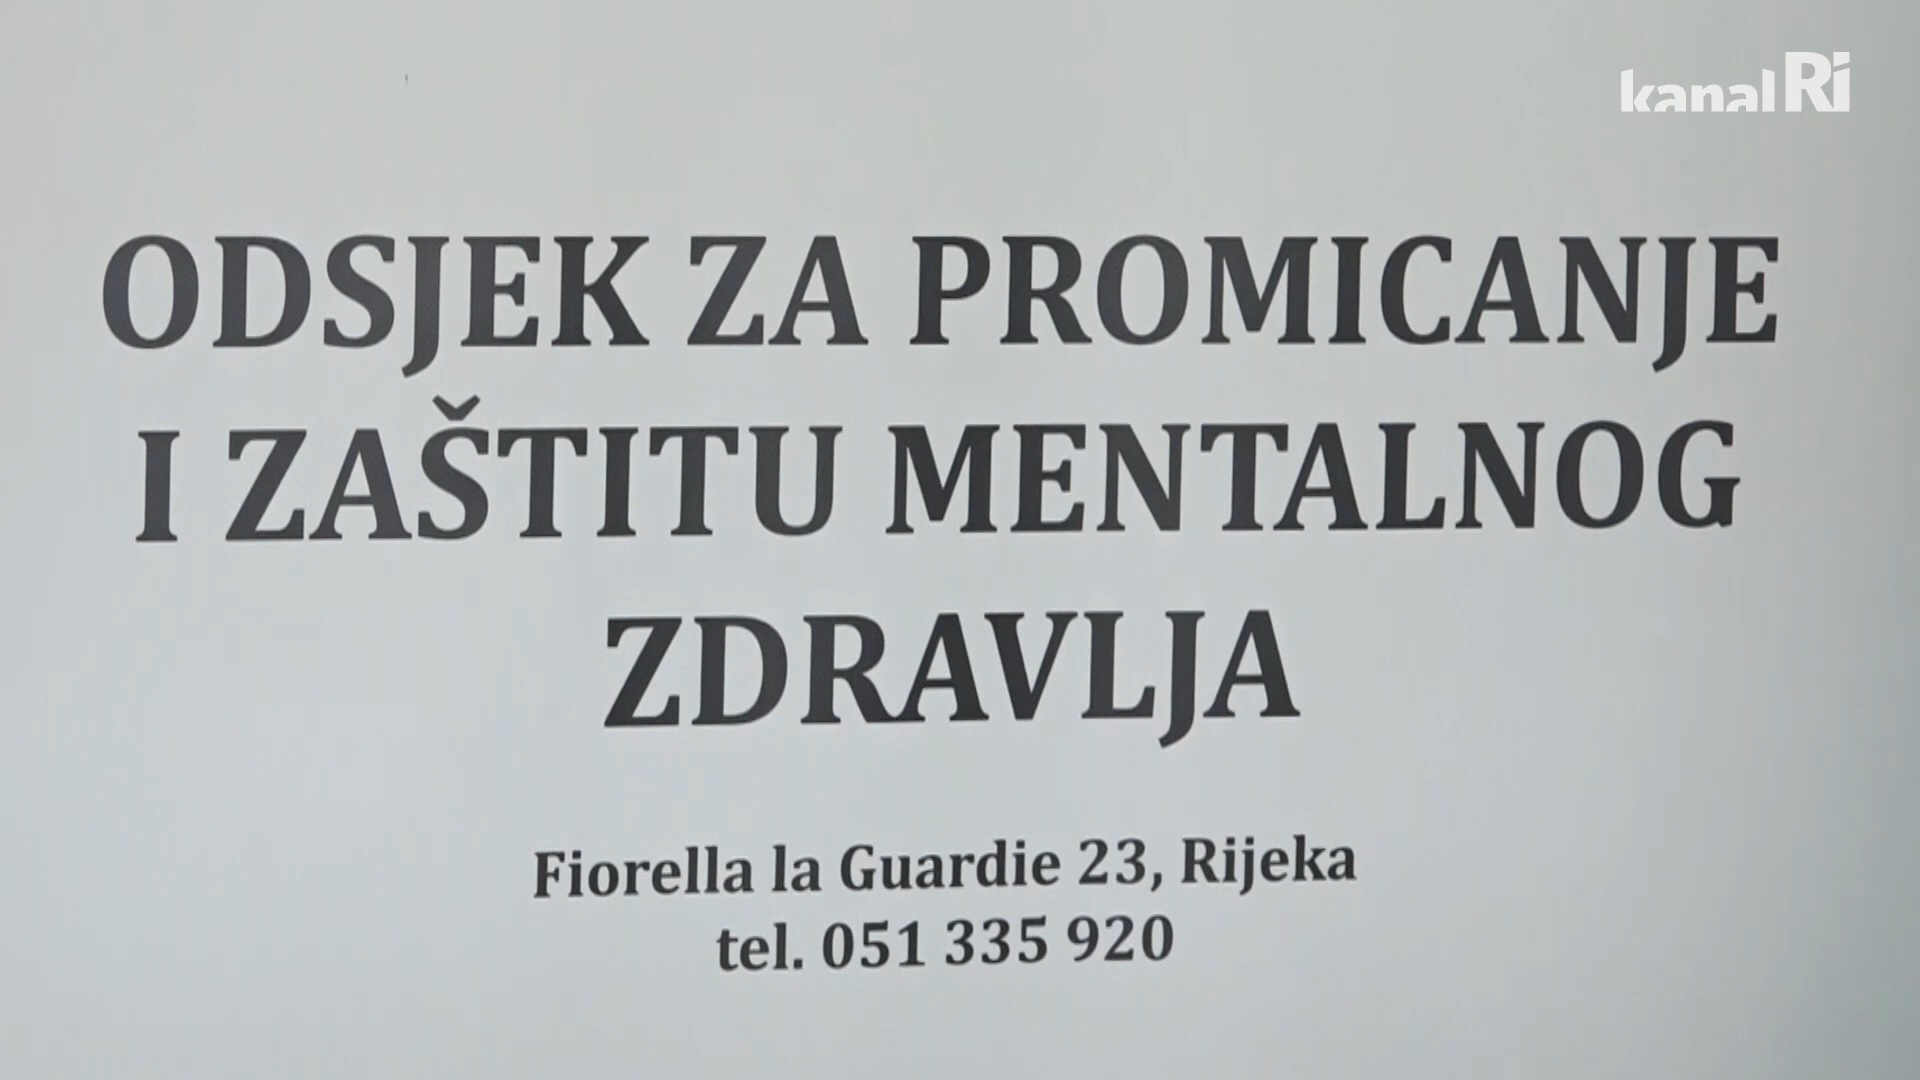 kanalRi
ODSJEK ZA PROMICANJE
I ZAŠTITU MENTALNOG
ZDRAVLJA
Fiorella la Guardie 23, Rijeka
tel. 051 335 920